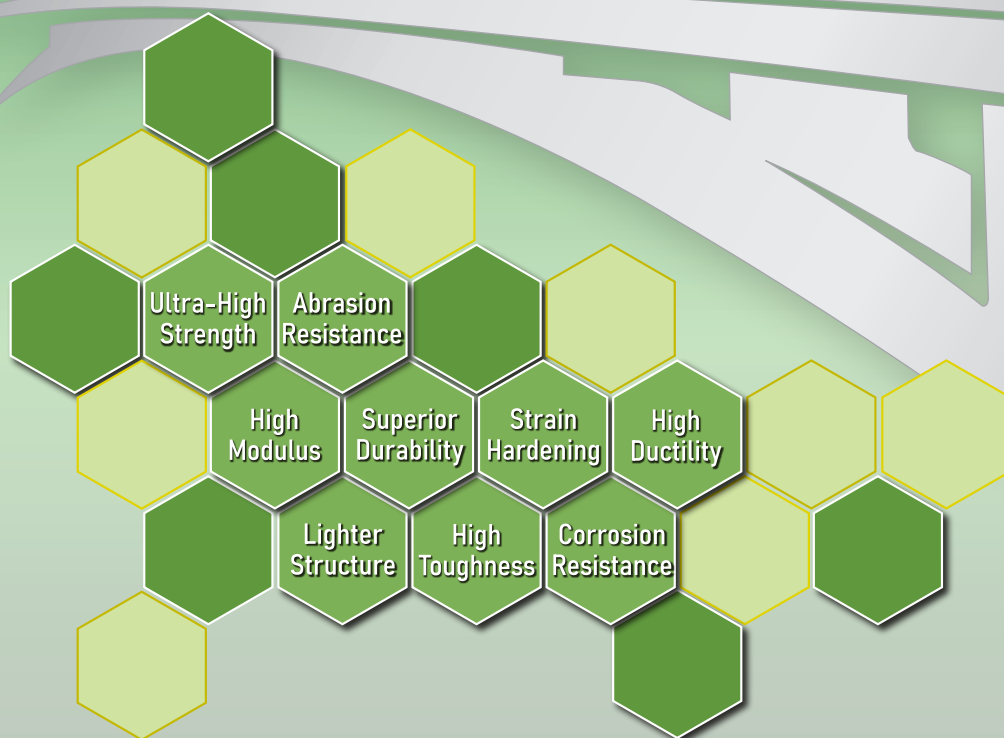 Ultra-High
Strength
Abrasion
Resistance
High
Modulus
Superior
Durability
Strain
Hardening
High
Ductility
Lighter
Structure
High
Toughness
Corrosion
Resistance